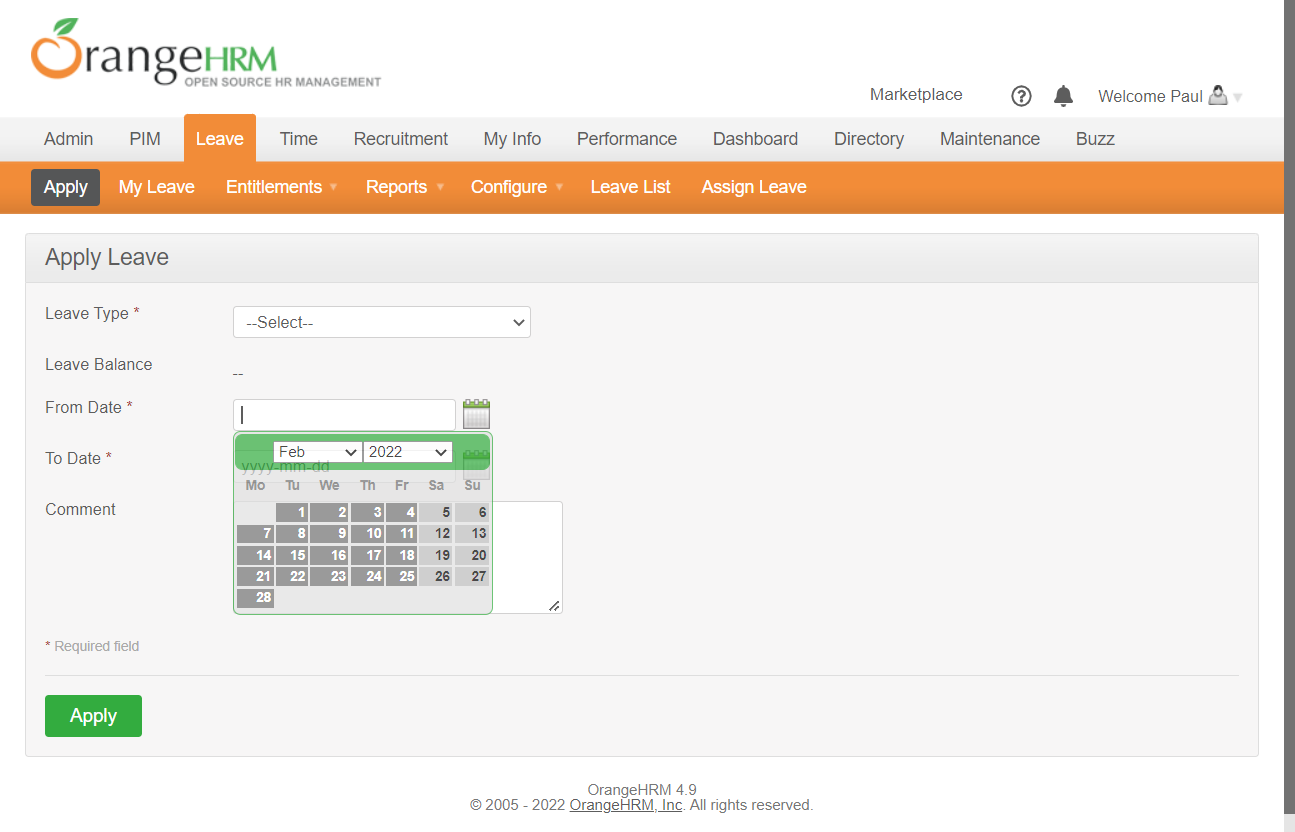 OrangeHRM
OPEN SOURCE HR MANAGEMENT
Marketplace ? Welcome Paul
Admin PIM Leave Time Recruitment My Info Performance Dashboard Directory Maintenance Buzz
Apply My Leave Entitlements Reports Configure Leave List Assign Leave
Apply Leave
Leave Type *
--Select--
Leave Balance
--
From Date *
Feb 2022
To Date *
yyyy-mm-dd
Mo Tu We Th Fr Sa Su
Comment
1 2 3 4 5 6
7 8 9 10 11 12 13
14 15 16 17 18 19 20
21 22 23 24 25 26 27
28
* Required field
Apply
OrangeHRM 4.9
© 2005 - 2022 OrangeHRM, Inc. All rights reserved.